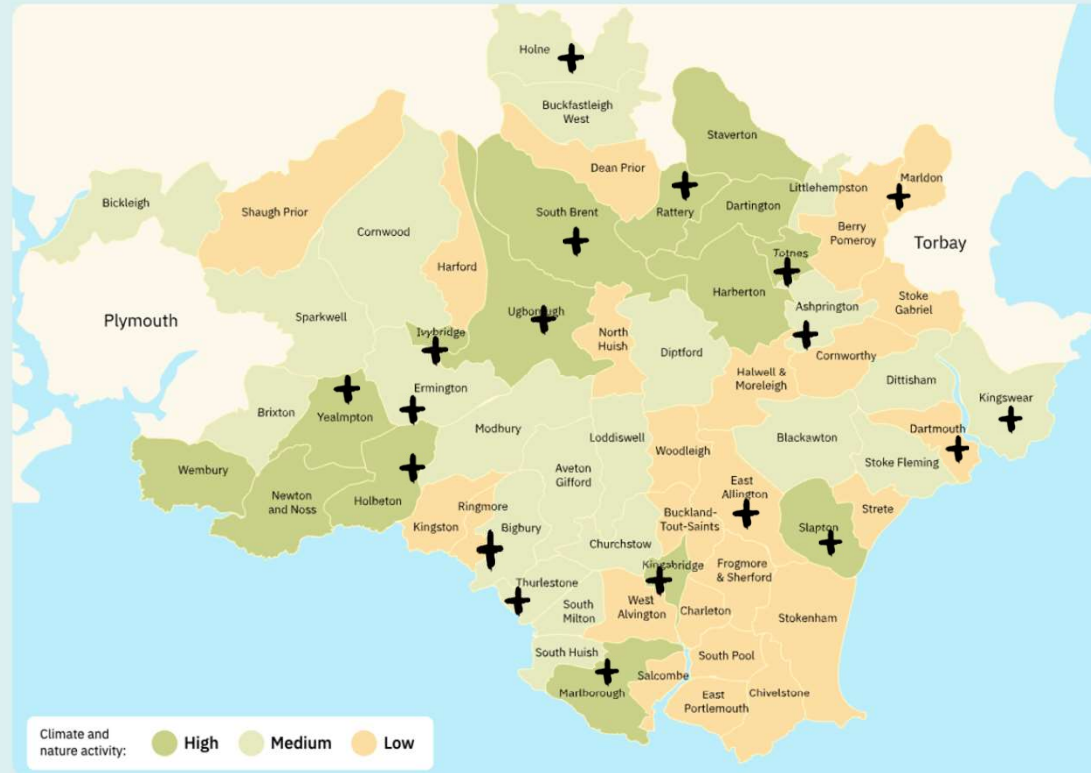 Holne
Buckfastleigh
West
Staverton
Dean Prior
Marldon
Bickleigh
Littlehempston
Shaugh Prior
South Brent
Rattery
Dartington
Cornwood
Berry
Pomeroy
Torbay
Harford
Totnes
Harberton
Ashprington
Stoke
Gabriel
Plymouth
Sparkwell
Ugborough
Ivybridge
North
Huish
Diptford
Cornworthy
Halwell &
Moreleigh
Dittisham
Ermington
Kingswear
Brixton
Yealmpton
Modbury
Loddiswell
Blackawton
Dartmouth
Woodleigh
Stoke Fleming
Wembury
Aveton
Gifford
East
Allington
Newton
and Noss
Holbeton
Ringmore
Kingston
Bigbury
Buckland-
Tout-Saints
Strete
Slapton
Churchstow
Kingsbridge
Frogmore
& Sherford
Thurlestone
South
Milton
West
Alvington
Charleton
Stokenham
South Huish
South Pool
Salcombe
Marlborough
East
Portlemouth
Chivelstone
Climate and
nature activity:
High
Medium
Low